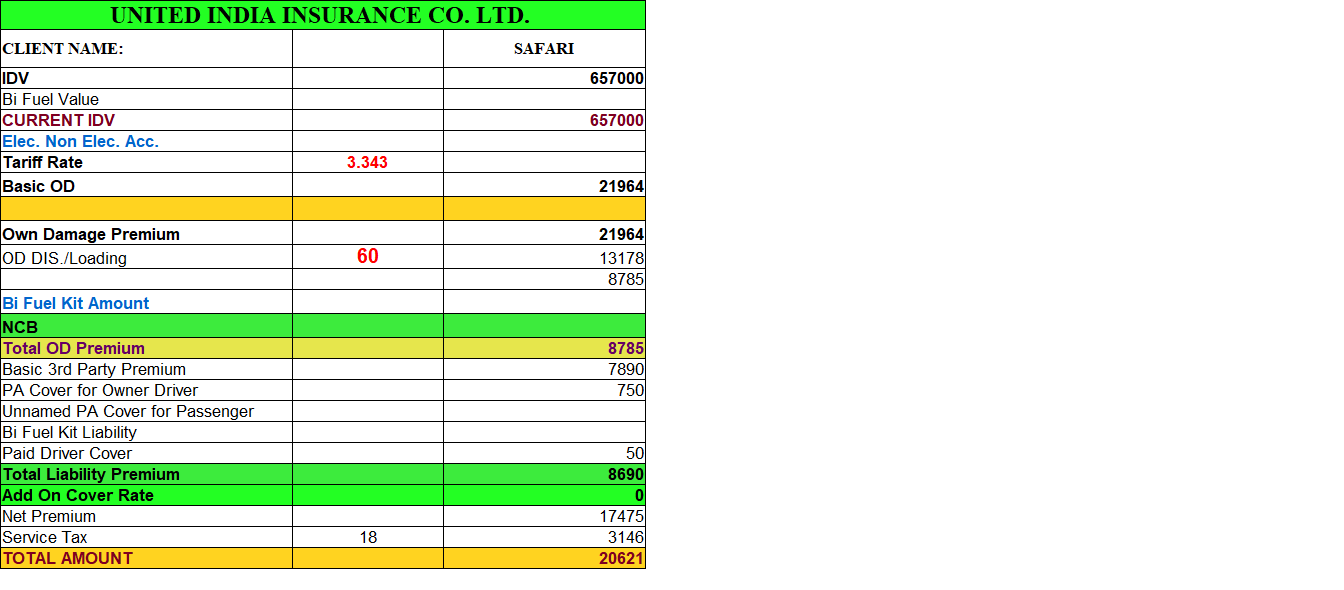 UNITED INDIA INSURANCE CO. LTD.
CLIENT NAME: SAFARI
IDV 657000
Bi Fuel Value
CURRENT IDV 657000
Elec. Non Elec. Acc.
Tariff Rate 3.343
Basic OD 21964
Own Damage Premium 21964
OD DIS./Loading 60 13178
8785
Bi Fuel Kit Amount
NCB
Total OD Premium 8785
Basic 3rd Party Premium 7890
PA Cover for Owner Driver 750
Unnamed PA Cover for Passenger
Bi Fuel Kit Liability
Paid Driver Cover 50
Total Liability Premium 8690
Add On Cover Rate 0
Net Premium 17475
Service Tax 18 3146
TOTAL AMOUNT 20621